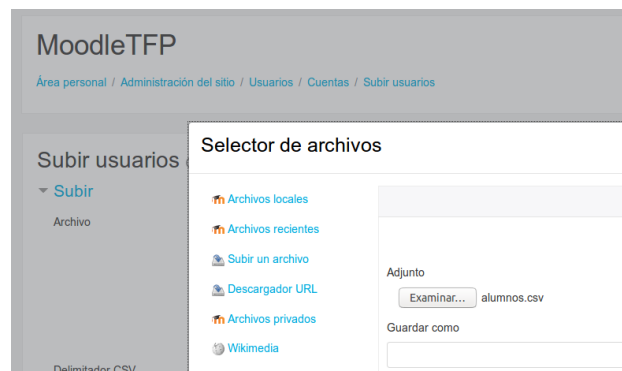 MoodleTFP
Área personal / Administración del sitio / Usuarios / Cuentas / Subir usuarios
Selector de archivos
Subir usuarios
Subir
Archivo
Archivos locales
Archivos recientes
Subir un archivo
Descargador URL
Archivos privados
Wikimedia
Adjunto
Examinar... alumnos.csv
Guardar como
Delimitador CSV